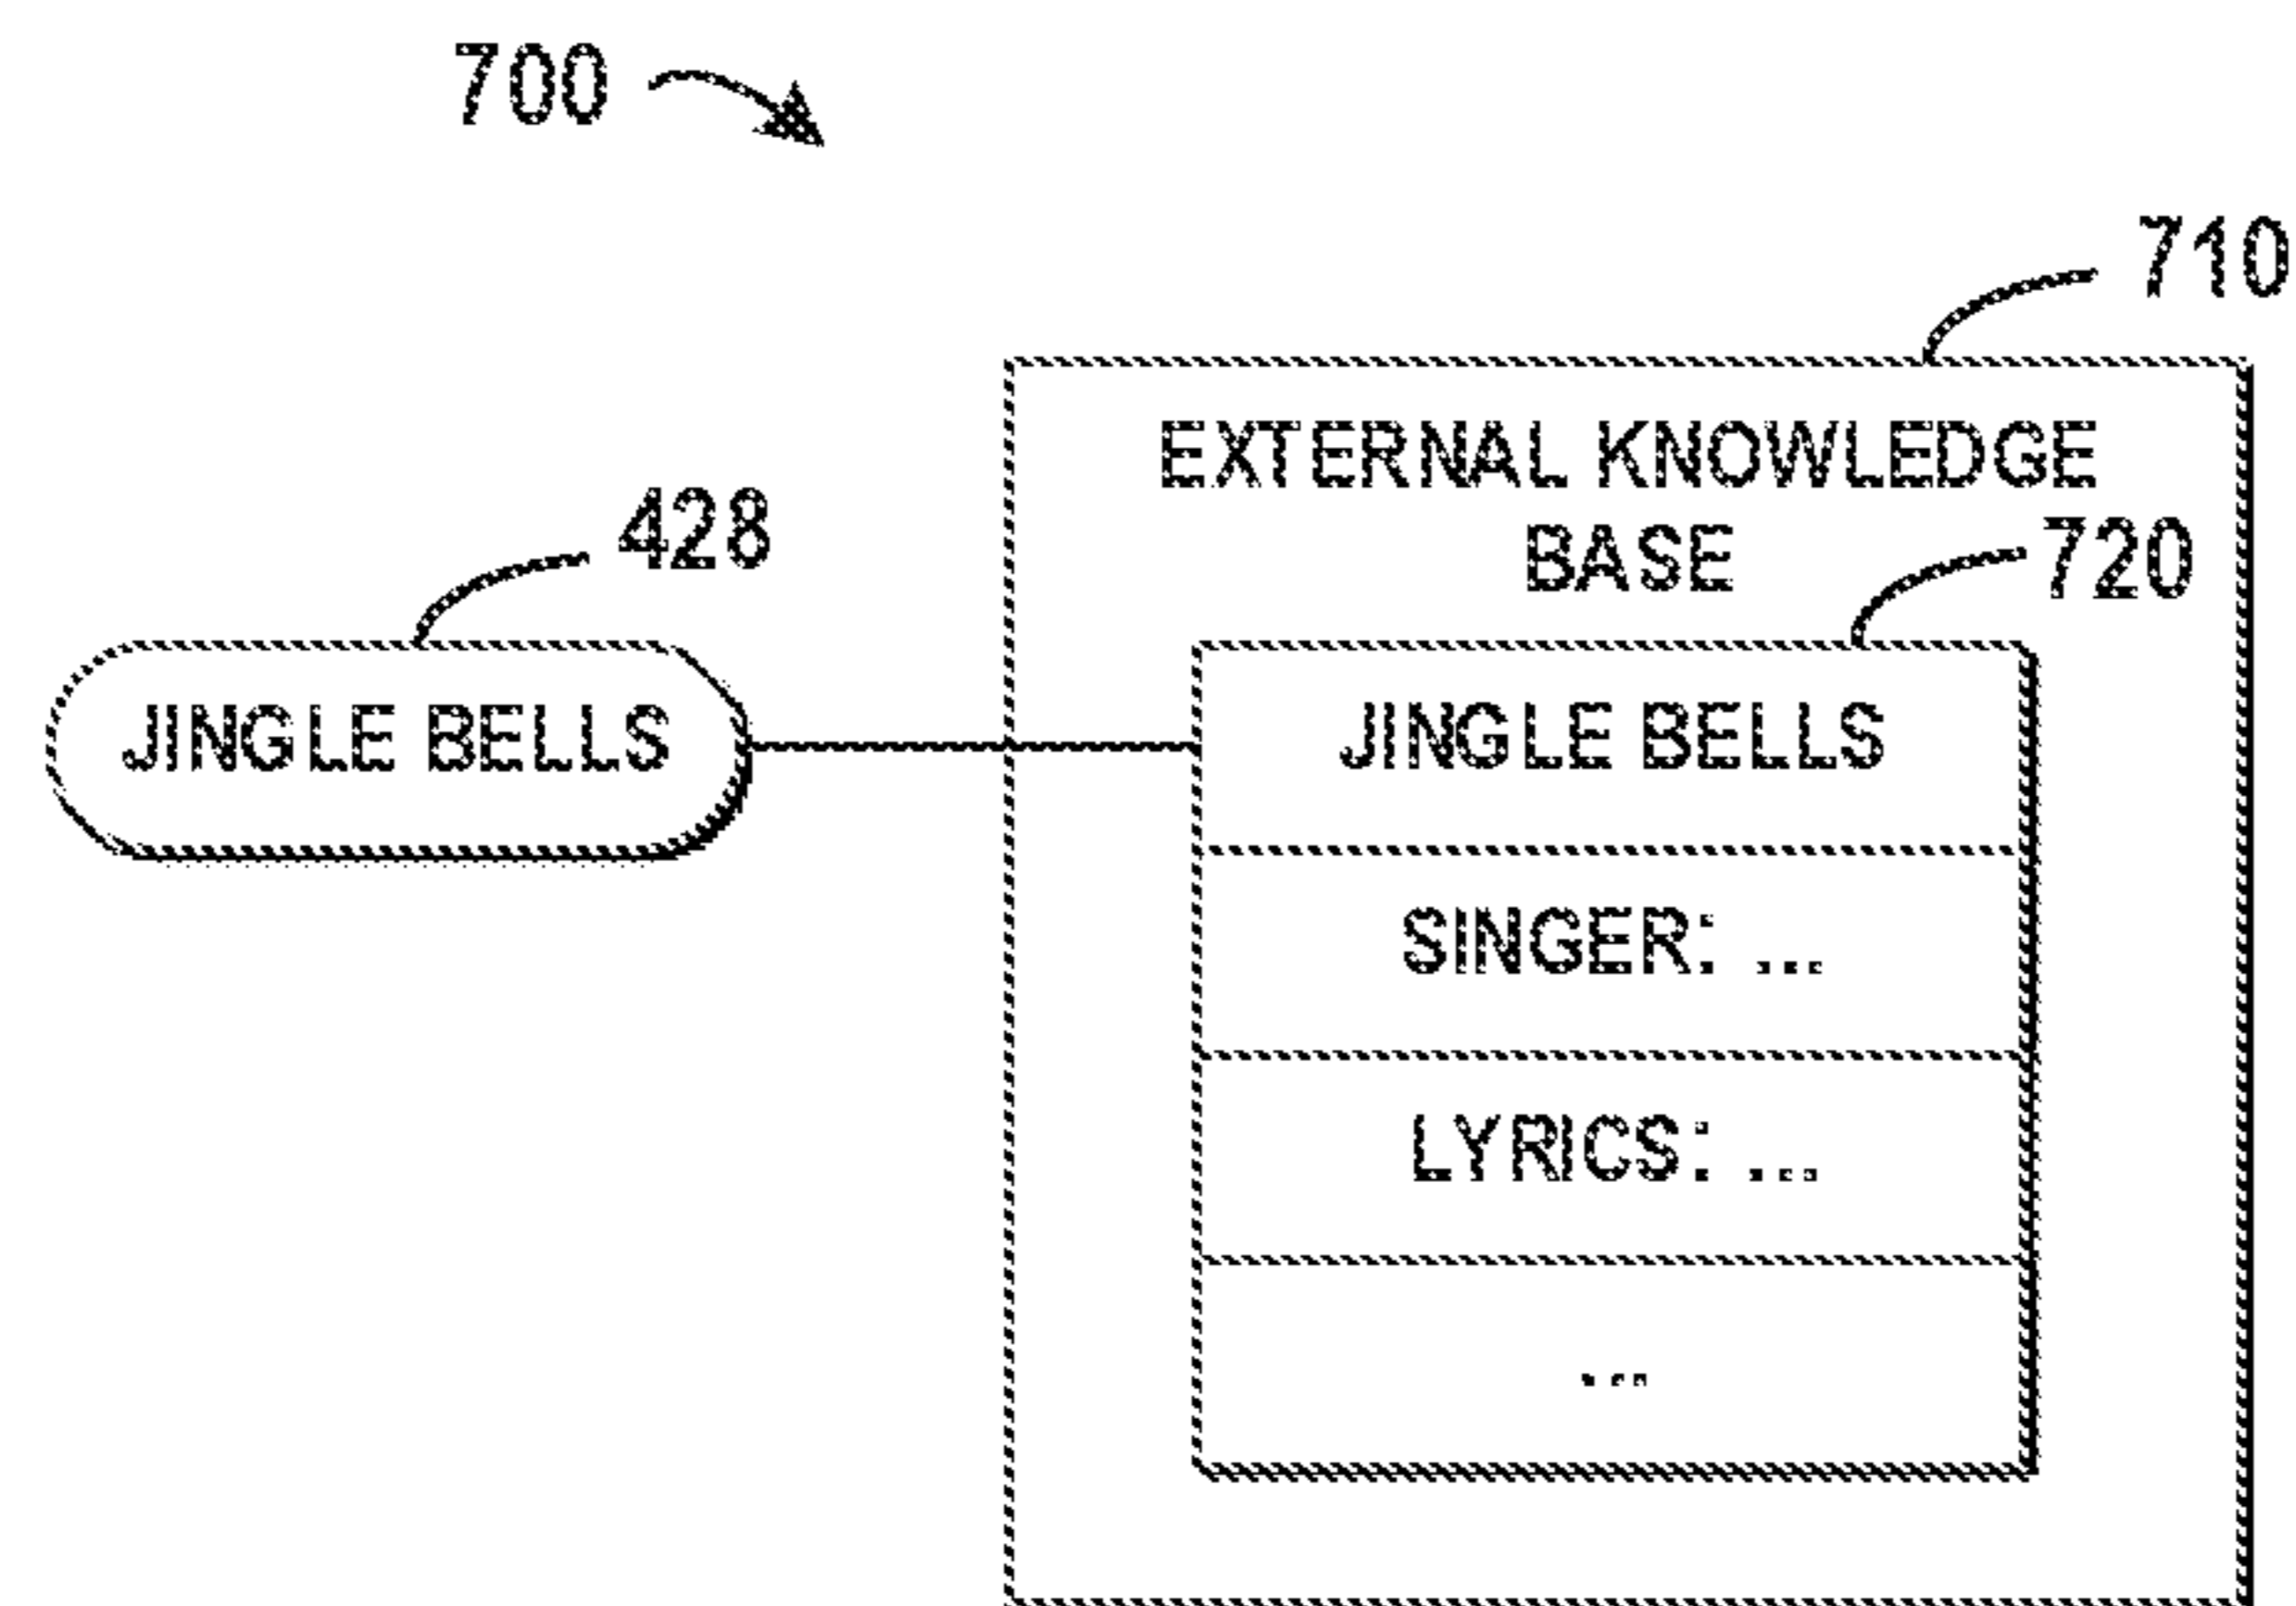 700
710
EXTERNAL KNOWLEDGE
BASE
720
428
JINGLE BELLS
JINGLE BELLS
SINGER: ...
LYRICS: ...
...